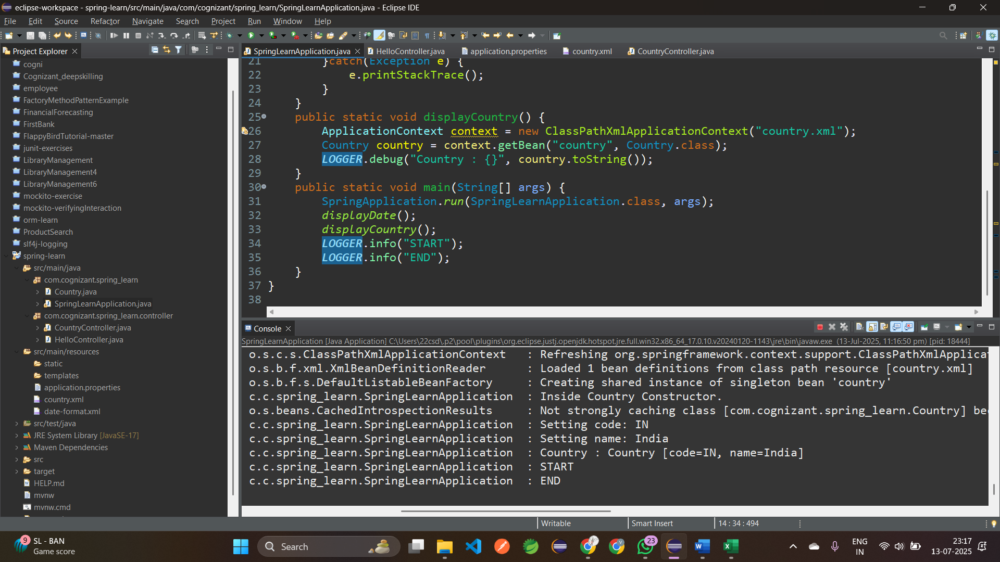 eclipse-workspace - spring-learn/src/main/java/com/cognizant/spring_learn/SpringLearnApplication.java - Eclipse IDE
File Edit Source Refactor Navigate Search Project Run Window Help
Project Explorer
cogni
Cognizant_deepskilling
employee
FactoryMethodPatternExample
FinancialForecasting
FirstBank
FlappyBirdTutorial-master
junit-exercises
LibraryManagement
LibraryManagement4
LibraryManagement6
mockito-exercise
mockito-verifyingInteraction
orm-learn
ProductSearch
slf4j-logging
spring-learn
src/main/java
com.cognizant.spring_learn
Country.java
SpringLearnApplication.java
com.cognizant.spring_learn.controller
CountryController.java
HelloController.java
src/main/resources
static
templates
application.properties
country.xml
date-format.xml
src/test/java
JRE System Library [JavaSE-17]
Maven Dependencies
src
target
HELP.md
mvnw
mvnw.cmd
SpringLearnApplication.java HelloController.java application.properties country.xml CountryController.java
21 }catch(Exception e) {
22 e.printStackTrace();
23 }
24 }
25 public static void displayCountry() {
26 ApplicationContext context = new ClassPathXmlApplicationContext("country.xml");
27 Country country = context.getBean("country", Country.class);
28 LOGGER.debug("Country : {}", country.toString());
29 }
30 public static void main(String[] args) {
31 SpringApplication.run(SpringLearnApplication.class, args);
32 displayDate();
33 displayCountry();
34 LOGGER.info("START");
35 LOGGER.info("END");
36 }
37 }
38
Console
SpringLearnApplication [Java Application] C:\Users\22csd\.p2\pool\plugins\org.eclipse.justj.openjdk.hotspot.jre.full.win32.x86_64_17.0.10.v20240120-1143\jre\bin\javaw.exe (13-Jul-2025, 11:16:50 pm) [pid: 18444]
o.s.c.s.ClassPathXmlApplicationContext : Refreshing org.springframework.context.support.ClassPathXmlApplica
o.s.b.f.xml.XmlBeanDefinitionReader : Loaded 1 bean definitions from class path resource [country.xml]
o.s.b.f.s.DefaultListableBeanFactory : Creating shared instance of singleton bean 'country'
c.c.spring_learn.SpringLearnApplication : Inside Country Constructor.
o.s.beans.CachedIntrospectionResults : Not strongly caching class [com.cognizant.spring_learn.Country] be
c.c.spring_learn.SpringLearnApplication : Setting code: IN
c.c.spring_learn.SpringLearnApplication : Setting name: India
c.c.spring_learn.SpringLearnApplication : Country : Country [code=IN, name=India]
c.c.spring_learn.SpringLearnApplication : START
c.c.spring_learn.SpringLearnApplication : END
Writable Smart Insert 14 : 34 : 494
9 SL - BAN
Game score
Search
23
ENG
IN
23:17
13-07-2025